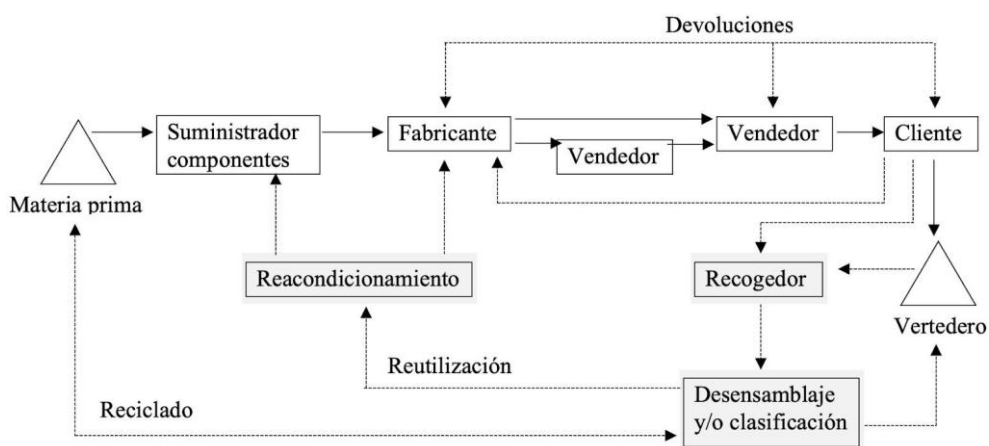 Devoluciones
Suministrador
componentes
Fabricante
Vendedor
Vendedor
Cliente
Materia prima
Reacondicionamiento
Recogedor
Vertedero
Reutilización
Desensamblaje
y/o clasificación
Reciclado